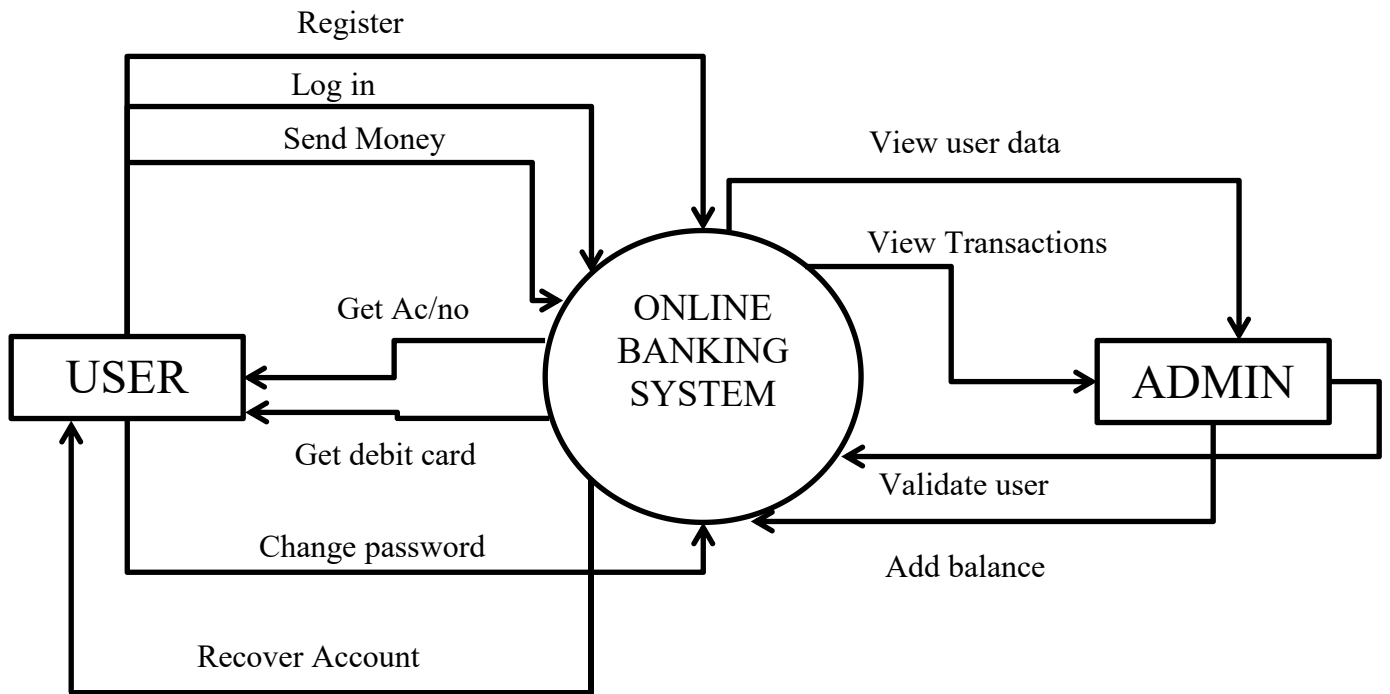 Register
Log in
Send Money
View user data
View Transactions
Get Ac/no
ONLINE
BANKING
SYSTEM
USER
ADMIN
Get debit card
Validate user
Change password
Add balance
Recover Account